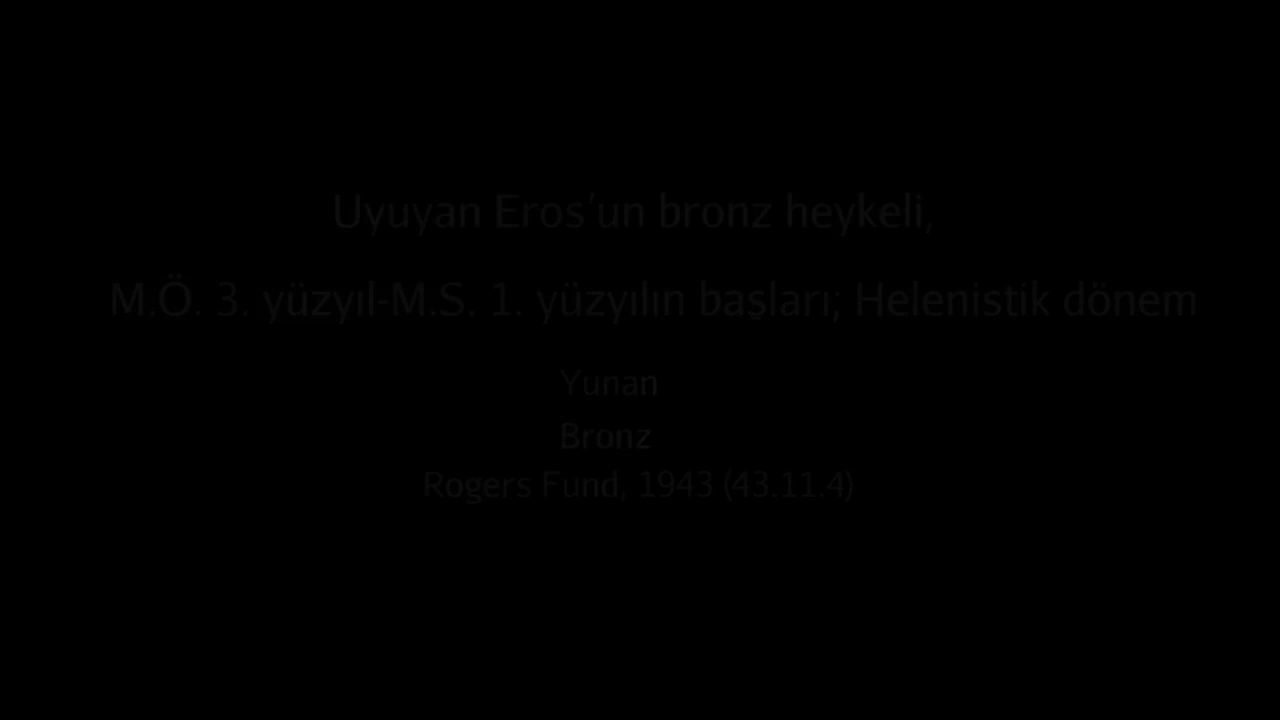 Uyuyan Eros’un bronz heykeli,
M.Ö. 3. yüzyıl-M.S. 1. yüzyılın başları; Helenistik dönem
Yunan
Bronz
Rogers Fund, 1943 (43.11.4)